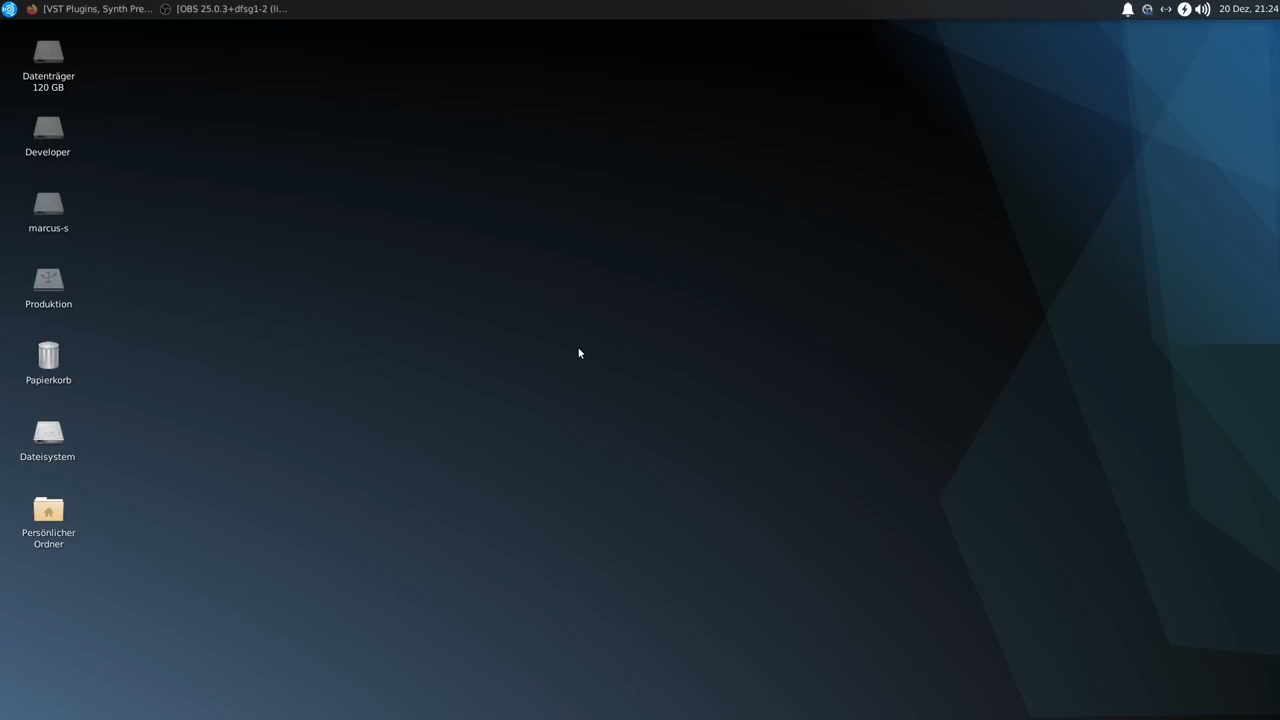 [VST Plugins, Synth Pre...
[OBS 25.0.3+dfsg1-2 (li...
20 Dez, 21:24
Datenträger
120 GB
Developer
marcus-s
Produktion
Papierkorb
Dateisystem
Persönlicher
Ordner